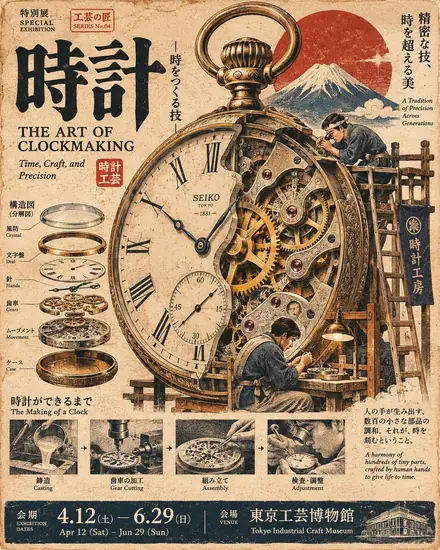 特別展
SPECIAL
EXHIBITION
工芸の匠
SERIES No.04
時計
時をつくる技
THE ART OF
CLOCKMAKING
Time, Craft, and
Precision
時計
工芸
精密な技、
時を超える美
A Tradition
of Precision
Across
Generations
構造図
(分解図)
風防
Crystal
文字盤
Dial
針
Hands
歯車
Gears
ムーブメント
Movement
ケース
Case
SEIKO
TOKYO
1881
XII
I
II
III
VI
VII
VIII
IX
X
XI
60
時計工房
時計ができるまで
The Making of a Clock
鋳造
Casting
歯車の加工
Gear Cutting
組み立て
Assembly
検査・調整
Adjustment
人の手が生み出す、
数百の小さな部品の
調和。それが、時を
刻むということ。
A harmony of
hundreds of tiny parts,
crafted by human hands
to give life to time.
会期
EXHIBITION
DATES
4.12(土) — 6.29(日)
Apr 12 (Sat) — Jun 29 (Sun)
会場
VENUE
東京工芸博物館
Tokyo Industrial Craft Museum